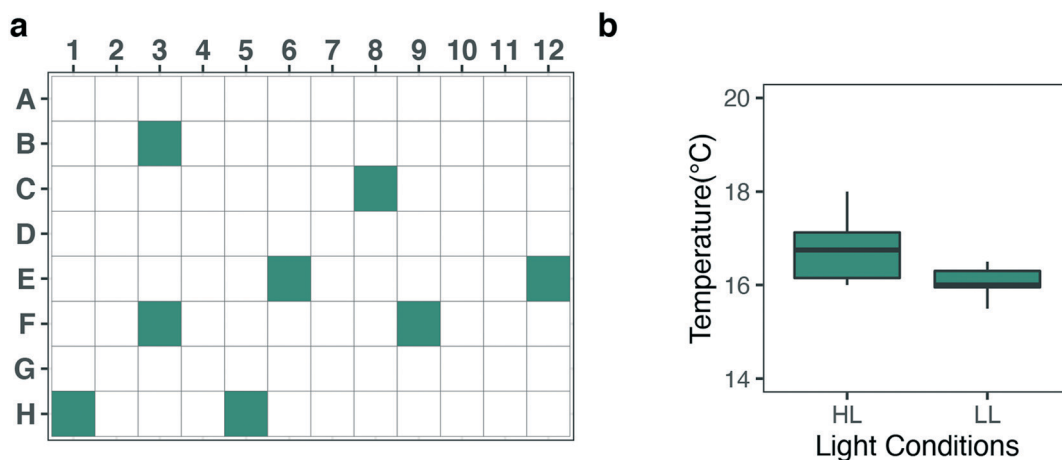 a
1 2 3 4 5 6 7 8 9 10 11 12
A
B
C
D
E
F
G
H
b
Temperature(°C)
20
18
16
14
HL LL
Light Conditions